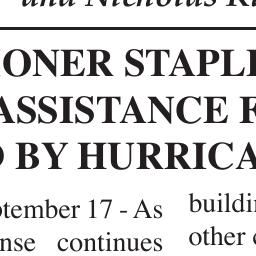 and Nicholas
ONER STAPL
ASSISTANCE F
BY HURRICA
tember 17 - As
nse continues
buildin
other